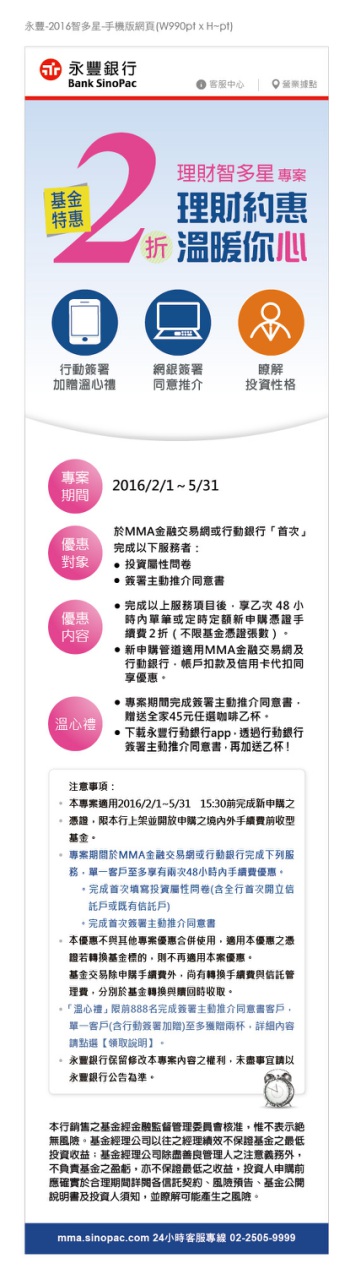 永豐-2016智多星-手機版網頁(W990pt x H~pt)
永豐銀行
Bank SinoPac
客服中心
營業據點
理財智多星專案
基金
特惠
2折
理財約惠
溫暖你心
行動簽署
加贈溫心禮
網銀簽署
同意推介
瞭解
投資性格
專案
期間
2016/2/1~5/31
優惠
對象
於MMA金融交易網或行動銀行「首次」
完成以下服務者：
● 投資屬性問卷
● 簽署主動推介同意書
優惠
內容
● 完成以上服務項目後，享乙次 48 小
時內單筆或定時定額新申購憑證手
續費2折（不限基金憑證張數）。
● 新申購管道適用MMA金融交易網及
行動銀行，帳戶扣款及信用卡代扣同
享優惠。
溫心禮
● 專案期間完成簽署主動推介同意書，
贈送全家45元任選咖啡乙杯。
● 下載永豐行動銀行app，透過行動銀行
簽署主動推介同意書，再加送乙杯！
注意事項：
。本專案適用2016/2/1~5/31 15:30前完成新申購之
。憑證，限本行上架並開放申購之境內外手續費前收型
基金。
。專案期間於MMA金融交易網或行動銀行完成下列服
務，單一客戶至多享有兩次48小時內手續費優惠。
。完成首次填寫投資屬性問卷(含全行首次開立信
託戶或既有信託戶)
。完成首次簽署主動推介同意書
。本優惠不與其他專案優惠合併使用，適用本優惠之憑
證若轉換基金標的，則不再適用本案優惠。
基金交易除申購手續費外，尚有轉換手續費與信託管
理費，分別於基金轉換與贖回時收取。
。「溫心禮」限前888名完成簽署主動推介同意書客戶，
單一客戶(含行動簽署加贈)至多獲贈兩杯，詳細內容
請點選【領取說明】。
。永豐銀行保留修改本專案內容之權利，未盡事宜請以
永豐銀行公告為準。
本行銷售之基金經金融監督管理委員會核准，惟不表示絕
無風險。基金經理公司以往之經理績效不保證基金之最低
投資收益；基金經理公司除盡善良管理人之注意義務外，
不負責基金之盈虧，亦不保證最低之收益，投資人申購前
應確實於合理期間詳閱各信託契約、風險預告、基金公開
說明書及投資人須知，並瞭解可能產生之風險。
mma.sinopac.com 24小時客服專線 02-2505-9999